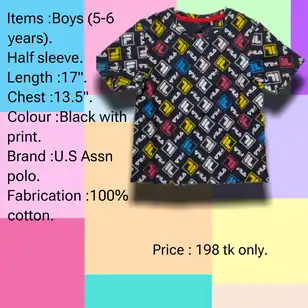 Items :Boys (5-6
years).
Half sleeve.
Length :17".
Chest :13.5".
Colour :Black with
print.
Brand :U.S Assn
polo.
Fabrication :100%
cotton.
Price : 198 tk only.
FILA